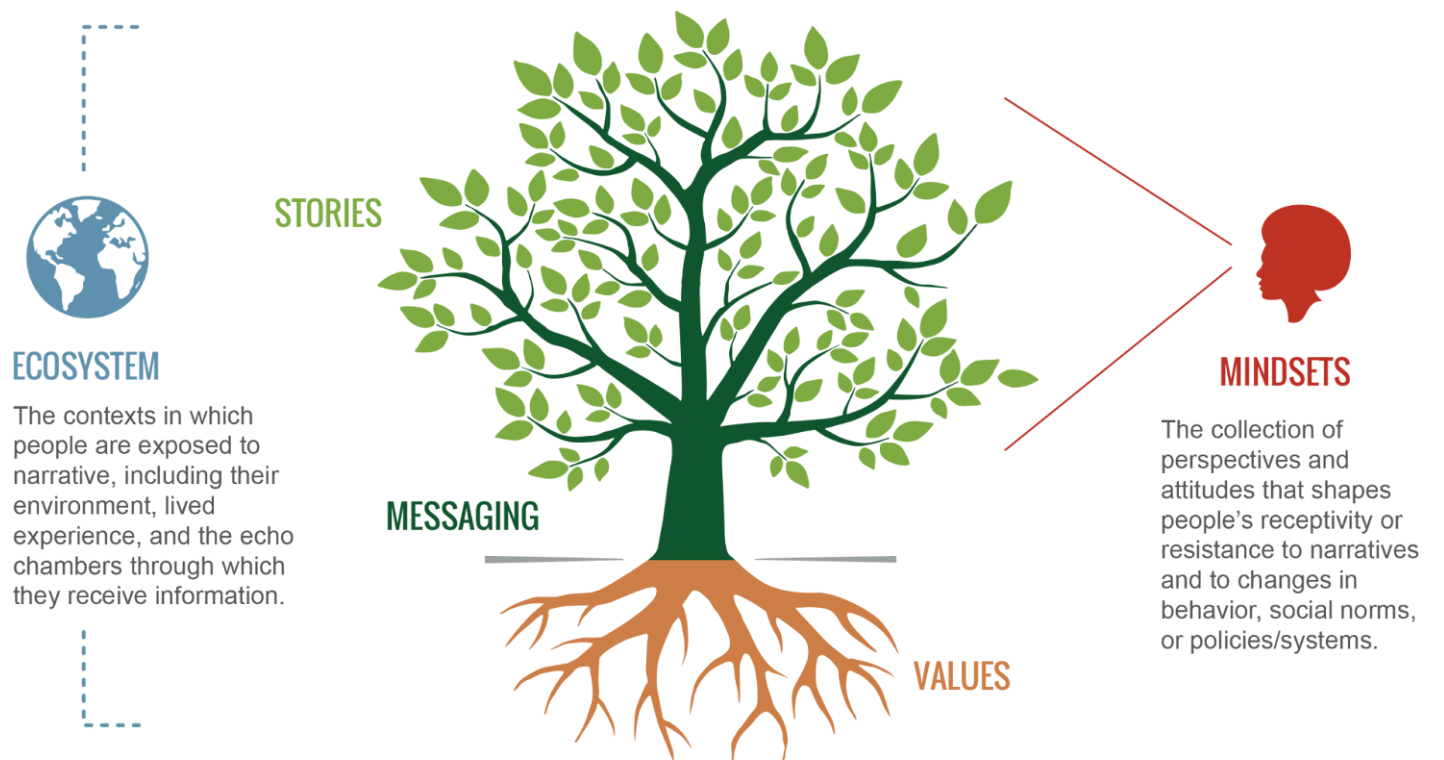 STORIES
ECOSYSTEM
The contexts in which
people are exposed to
narrative, including their
environment, lived
experience, and the echo
chambers through which
they receive information.
MESSAGING
VALUES
MINDSETS
The collection of
perspectives and
attitudes that shapes
people's receptivity or
resistance to narratives
and to changes in
behavior, social norms,
or policies/systems.